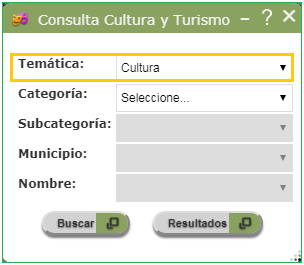 Consulta Cultura y Turismo – ? ×
Temática: Cultura
Categoría: Seleccione...
Subcategoría:
Municipio:
Nombre:
Buscar Resultados